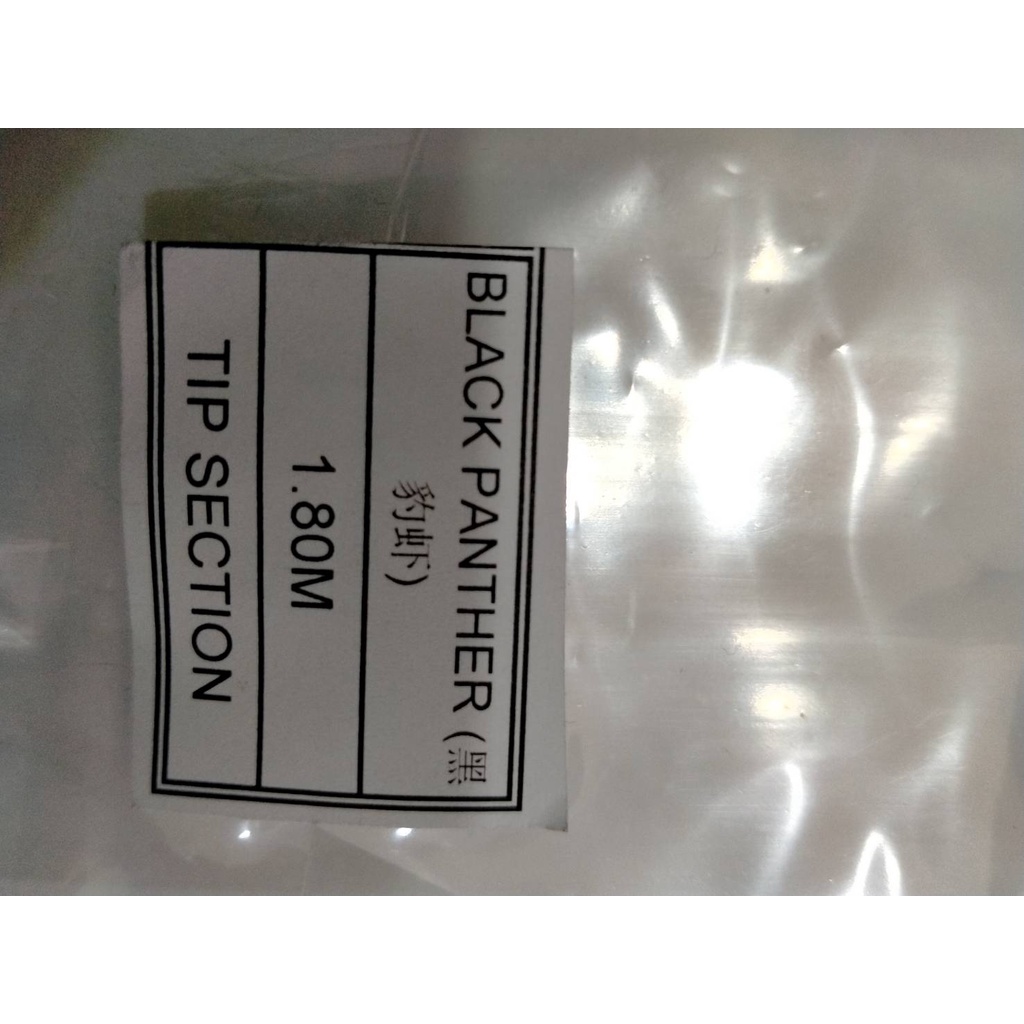 BLACK PANTHER (黑
豹虾)
1.80M
TIP SECTION